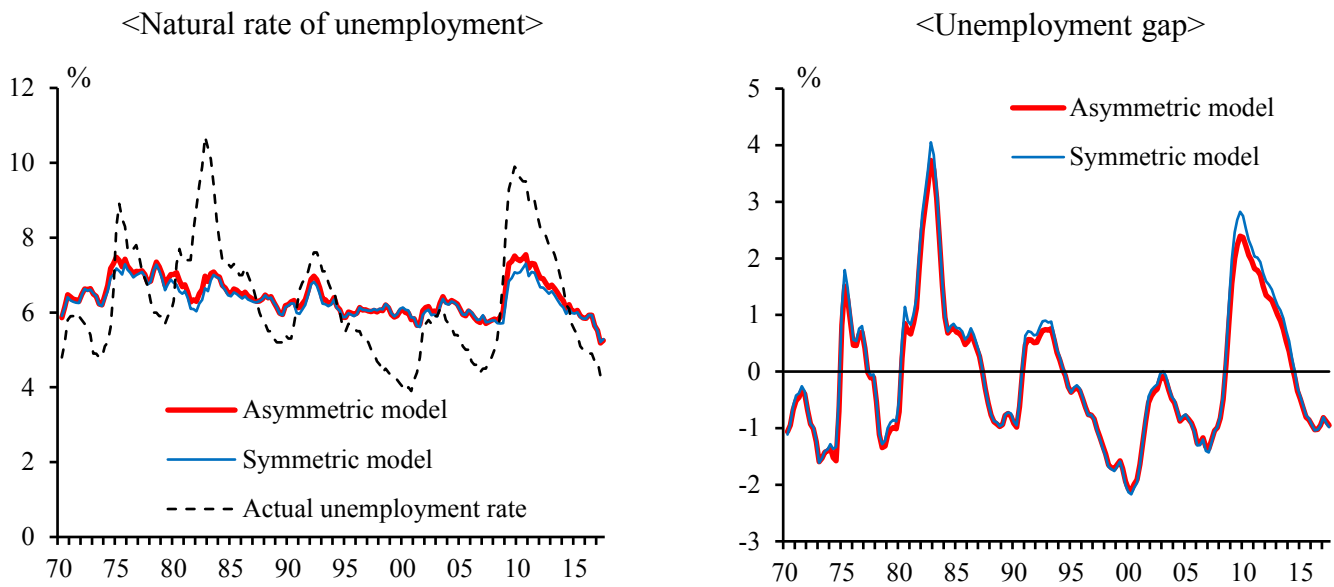 <Natural rate of unemployment>
%
12
10
8
6
4
2
0
Asymmetric model
Symmetric model
Actual unemployment rate
70 75 80 85 90 95 00 05 10 15
<Unemployment gap>
%
5
4
3
2
1
0
-1
-2
-3
Asymmetric model
Symmetric model
70 75 80 85 90 95 00 05 10 15